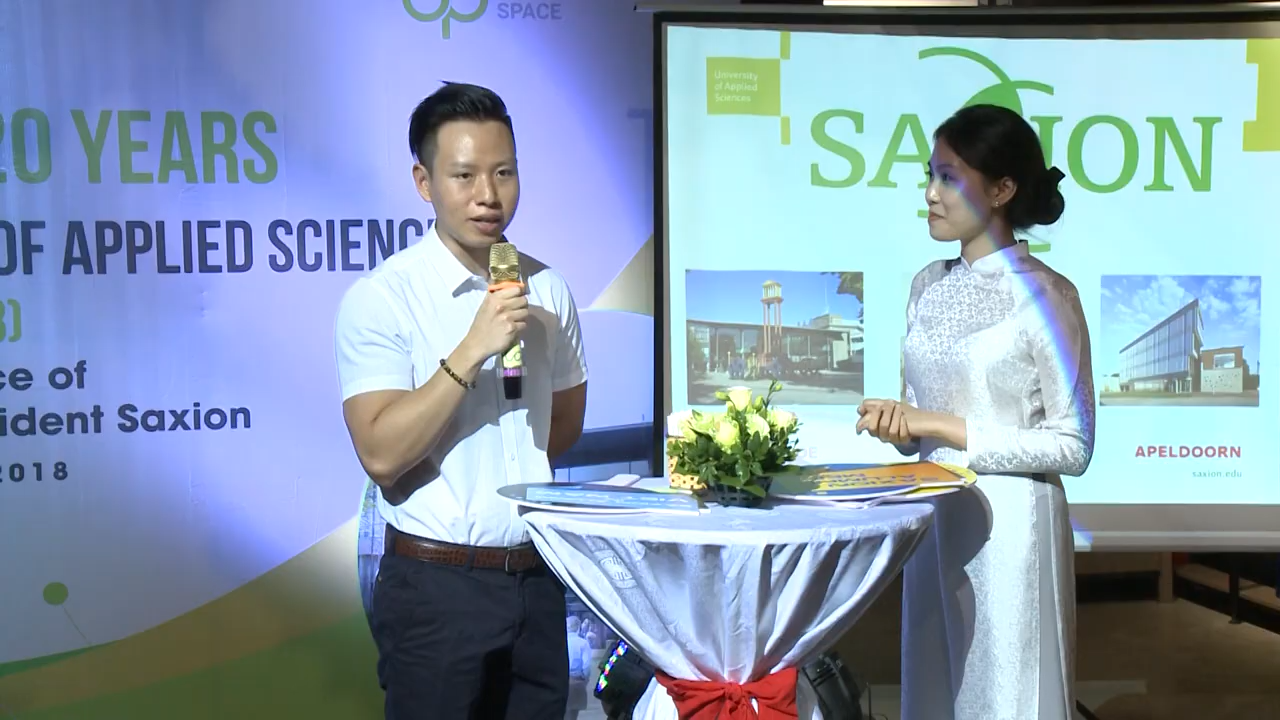 SPACE
20 YEARS
OF APPLIED SCIENC
3)
ce of
ident Saxion
2018
University
of Applied
Sciences
SAXION
APELDOORN
saxion.edu